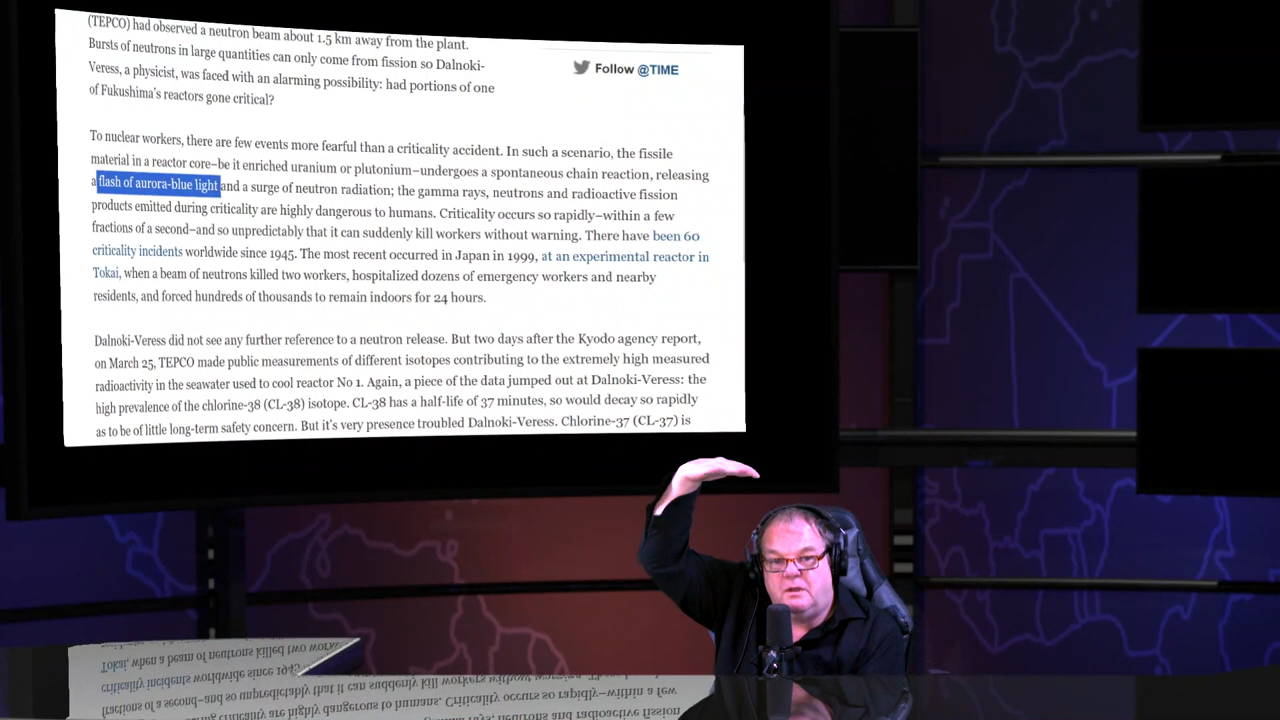 (TEPCO) had observed a neutron beam about 1.5 km away from the plant.
Bursts of neutrons in large quantities can only come from fission so Dalnoki-
Veress, a physicist, was faced with an alarming possibility: had portions of one
of Fukushima's reactors gone critical?
Follow @TIME
To nuclear workers, there are few events more fearful than a criticality accident. In such a scenario, the fissile
material in a reactor core–be it enriched uranium or plutonium–undergoes a spontaneous chain reaction, releasing
a flash of aurora-blue light and a surge of neutron radiation; the gamma rays, neutrons and radioactive fission
products emitted during criticality are highly dangerous to humans. Criticality occurs so rapidly–within a few
fractions of a second–and so unpredictably that it can suddenly kill workers without warning. There have been 60
criticality incidents worldwide since 1945. The most recent occurred in Japan in 1999, at an experimental reactor in
Tokai, when a beam of neutrons killed two workers, hospitalized dozens of emergency workers and nearby
residents, and forced hundreds of thousands to remain indoors for 24 hours.
Dalnoki-Veress did not see any further reference to a neutron release. But two days after the Kyodo agency report,
on March 25, TEPCO made public measurements of different isotopes contributing to the extremely high measured
radioactivity in the seawater used to cool reactor No 1. Again, a piece of the data jumped out at Dalnoki-Veress: the
high prevalence of the chlorine-38 (CL-38) isotope. CL-38 has a half-life of 37 minutes, so would decay so rapidly
as to be of little long-term safety concern. But it's very presence troubled Dalnoki-Veress. Chlorine-37 (CL-37) is